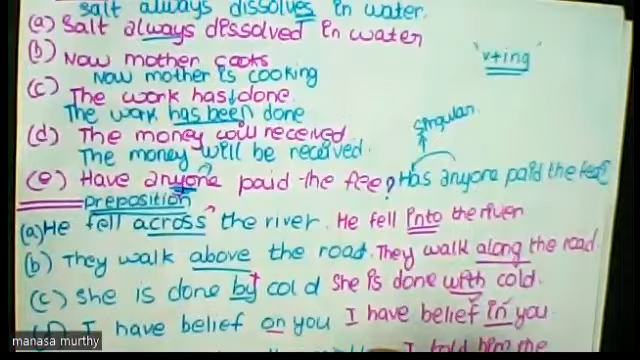 salt always dissolves in water.
(a) Salt always dissolved in water
(b) Now mother cooks
Now mother is cooking
"v+ing"
(c) The work has done.
The work has been done
(d) The money will received
The money will be received.
singular
(e) Have anyone paid the fee? Has anyone paid the fees
preposition
(a) He fell across the river. He fell into the river
(b) They walk above the road. They walk along the road.
(c) She is done by cold She is done with cold.
(d) I have belief on you I have belief in you.
I told him the
manasa murthy